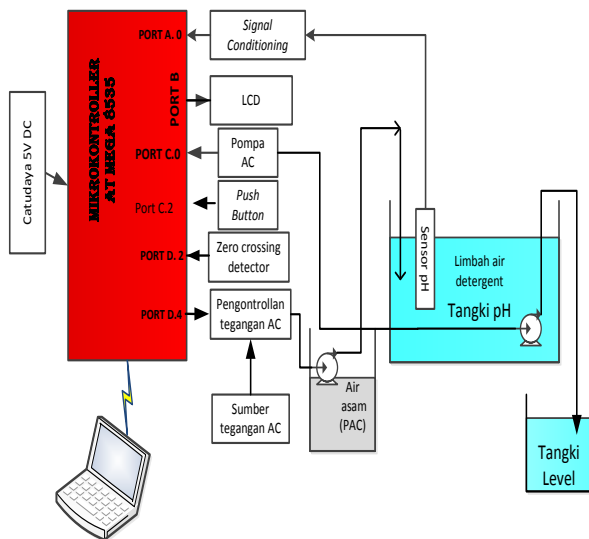 PORT A. 0
Signal
Conditioning
MIKROKONTROLLER
AT MEGA 8535
PORT B
LCD
Catudaya 5V DC
PORT C.0
Pompa
AC
Port C.2
Push
Button
PORT D. 2
Zero crossing
detector
PORT D.4
Pengontrollan
tegangan AC
Sumber
tegangan AC
Air
asam
(PAC)
Sensor pH
Limbah air
detergent
Tangki pH
Tangki
Level